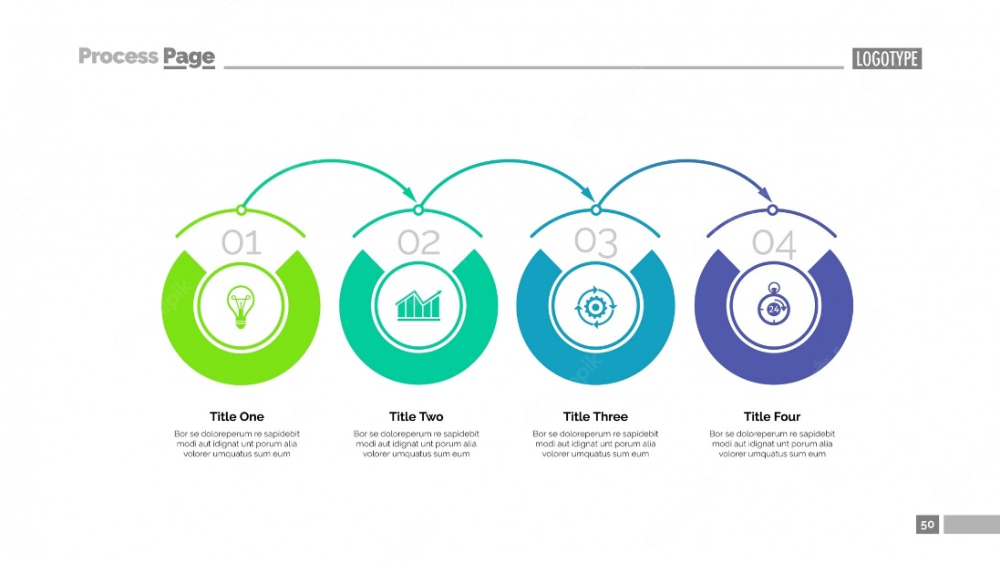 Process Page
LOGOTYPE
01
02
03
04
24
Title One
Bor se doloreperum re sapidebit
modi aut idignat unt porum alia
volorer umquatus sum eum
Title Two
Bor se doloreperum re sapidebit
modi aut idignat unt porum alia
volorer umquatus sum eum
Title Three
Bor se doloreperum re sapidebit
modi aut idignat unt porum alia
volorer umquatus sum eum
Title Four
Bor se doloreperum re sapidebit
modi aut idignat unt porum alia
volorer umquatus sum eum
50